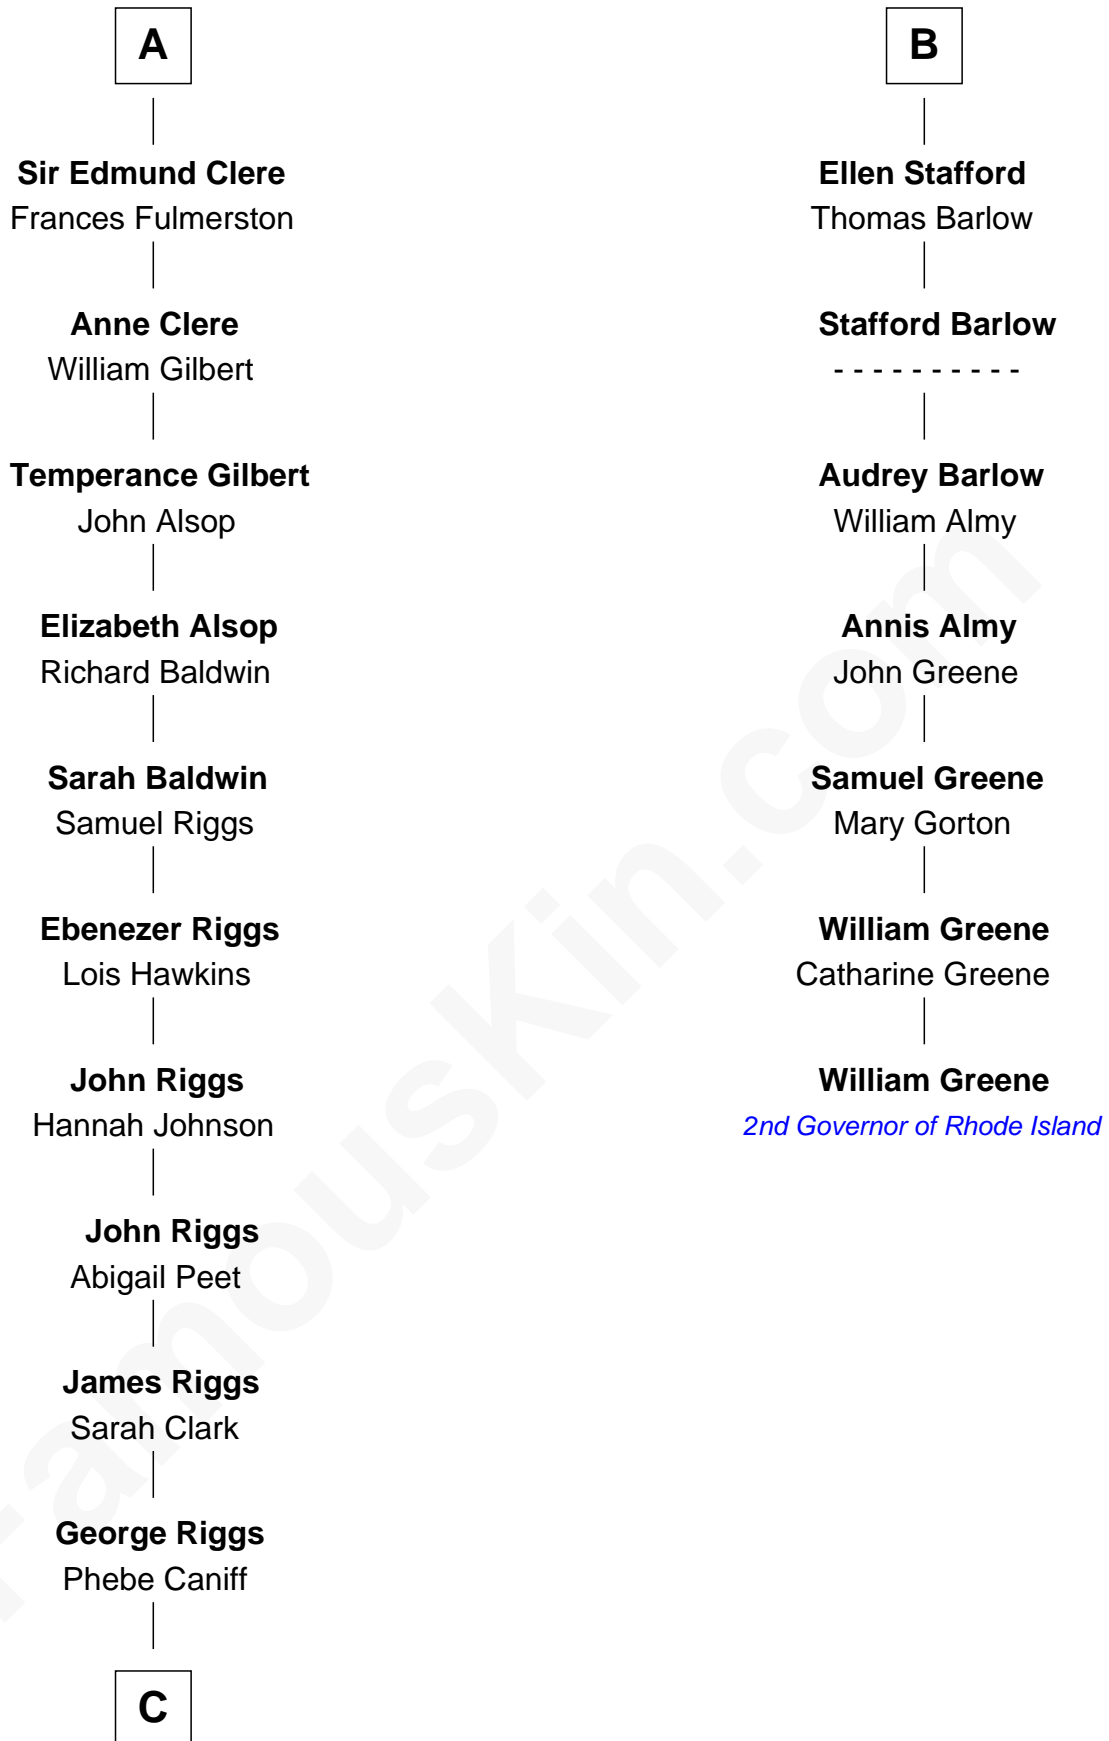 A
Sir Edmund Clere
Frances Fulmerston
Anne Clere
William Gilbert
Temperance Gilbert
John Alsop
Elizabeth Alsop
Richard Baldwin
Sarah Baldwin
Samuel Riggs
Ebenezer Riggs
Lois Hawkins
John Riggs
Hannah Johnson
John Riggs
Abigail Peet
James Riggs
Sarah Clark
George Riggs
Phebe Caniff
C
B
Ellen Stafford
Thomas Barlow
Stafford Barlow
- - - - - - - - - -
Audrey Barlow
William Almy
Annis Almy
John Greene
Samuel Greene
Mary Gorton
William Greene
Catharine Greene
William Greene
2nd Governor of Rhode Island
FamousKin.com